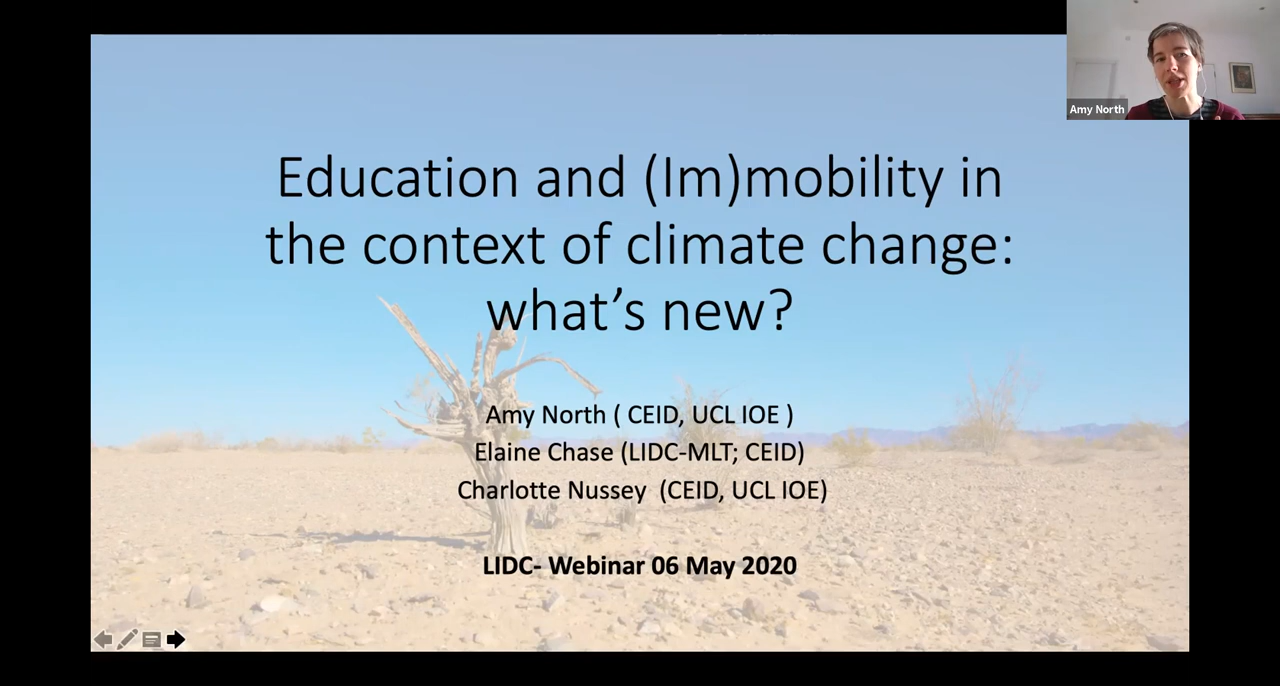 Amy North
Education and (Im)mobility in
the context of climate change:
what's new?
Amy North ( CEID, UCL IOE )
Elaine Chase (LIDC-MLT; CEID)
Charlotte Nussey  (CEID, UCL IOE)
LIDC- Webinar 06 May 2020